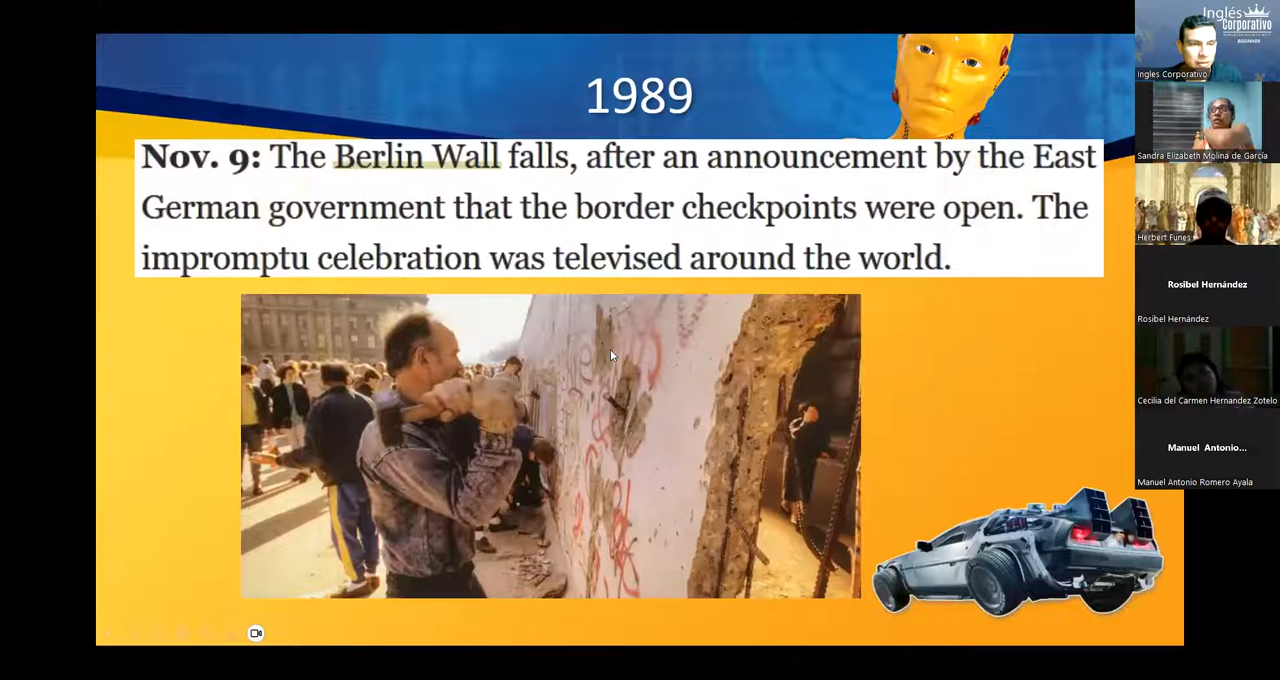 1989
Nov. 9: The Berlin Wall falls, after an announcement by the East
German government that the border checkpoints were open. The
impromptu celebration was televised around the world.
Inglés
Corporativo
BEGINNER
Ingles Corporativo
Sandra Elizabeth Molina de García
Herbert Funes
Rosibel Hernández
Rosibel Hernández
Cecilia del Carmen Hernandez Zotelo
Manuel Antonio...
Manuel Antonio Romero Ayala